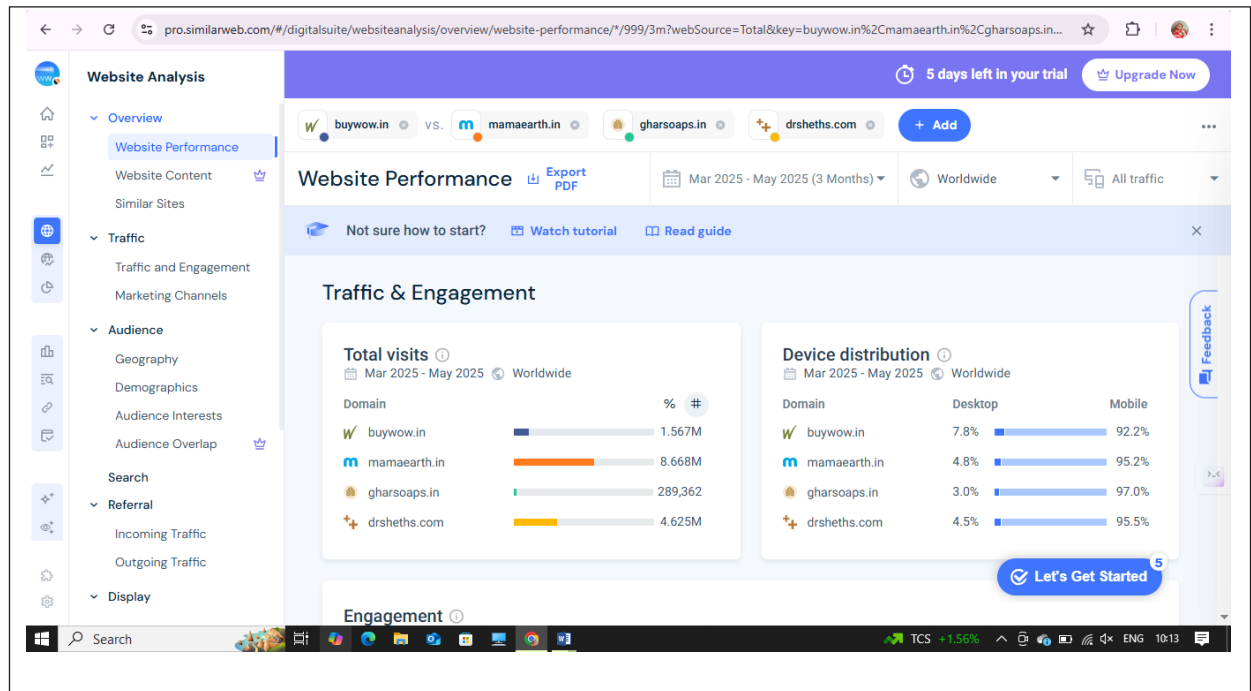 pro.similarweb.com/#/digitalsuite/websiteanalysis/overview/website-performance/*/999/3m?webSource=Total&key=buywow.in%2Cmamaearth.in%2Cgharsoaps.in...
WW
Website Analysis
5 days left in your trial
Upgrade Now
Overview
Website Performance
Website Content
Similar Sites
Traffic
Traffic and Engagement
Marketing Channels
Audience
Geography
Demographics
Audience Interests
Audience Overlap
Search
Referral
Incoming Traffic
Outgoing Traffic
Display
W buywow.in VS. m mamaearth.in gharsoaps.in drsheths.com + Add
Website Performance Export PDF Mar 2025 - May 2025 (3 Months) Worldwide All traffic
Not sure how to start? Watch tutorial Read guide
Traffic & Engagement
Total visits
Mar 2025 - May 2025 Worldwide
Domain % #
W buywow.in 1.567M
m mamaearth.in 8.668M
gharsoaps.in 289,362
drsheths.com 4.625M
Device distribution
Mar 2025 - May 2025 Worldwide
Domain Desktop Mobile
W buywow.in 7.8% 92.2%
m mamaearth.in 4.8% 95.2%
gharsoaps.in 3.0% 97.0%
drsheths.com 4.5% 95.5%
Feedback
5
Let's Get Started
Engagement
Search
TCS +1.56% ENG 10:13